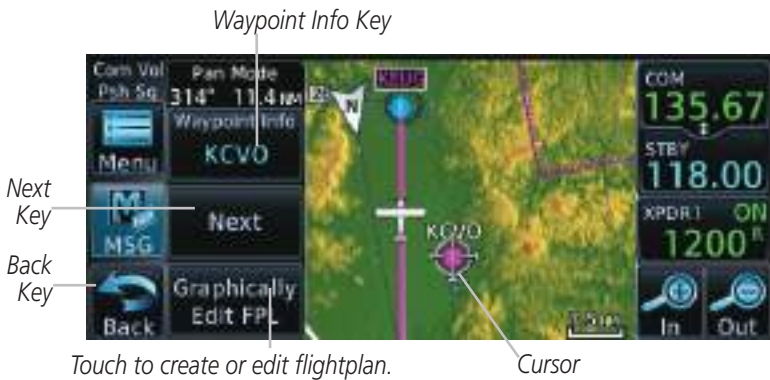 Waypoint Info Key
Com Vol
Psh Sq
Pan Mode
314° 11.4NM
Waypoint Info
KCVO
Menu
Next
Key
MSG
Next
Back
Key
Back
Graphically
Edit FPL
N
KCVO
COM
135.67
STBY
118.00
XPDR1 ON
1200R
In
Out
Touch to create or edit flightplan.
Cursor